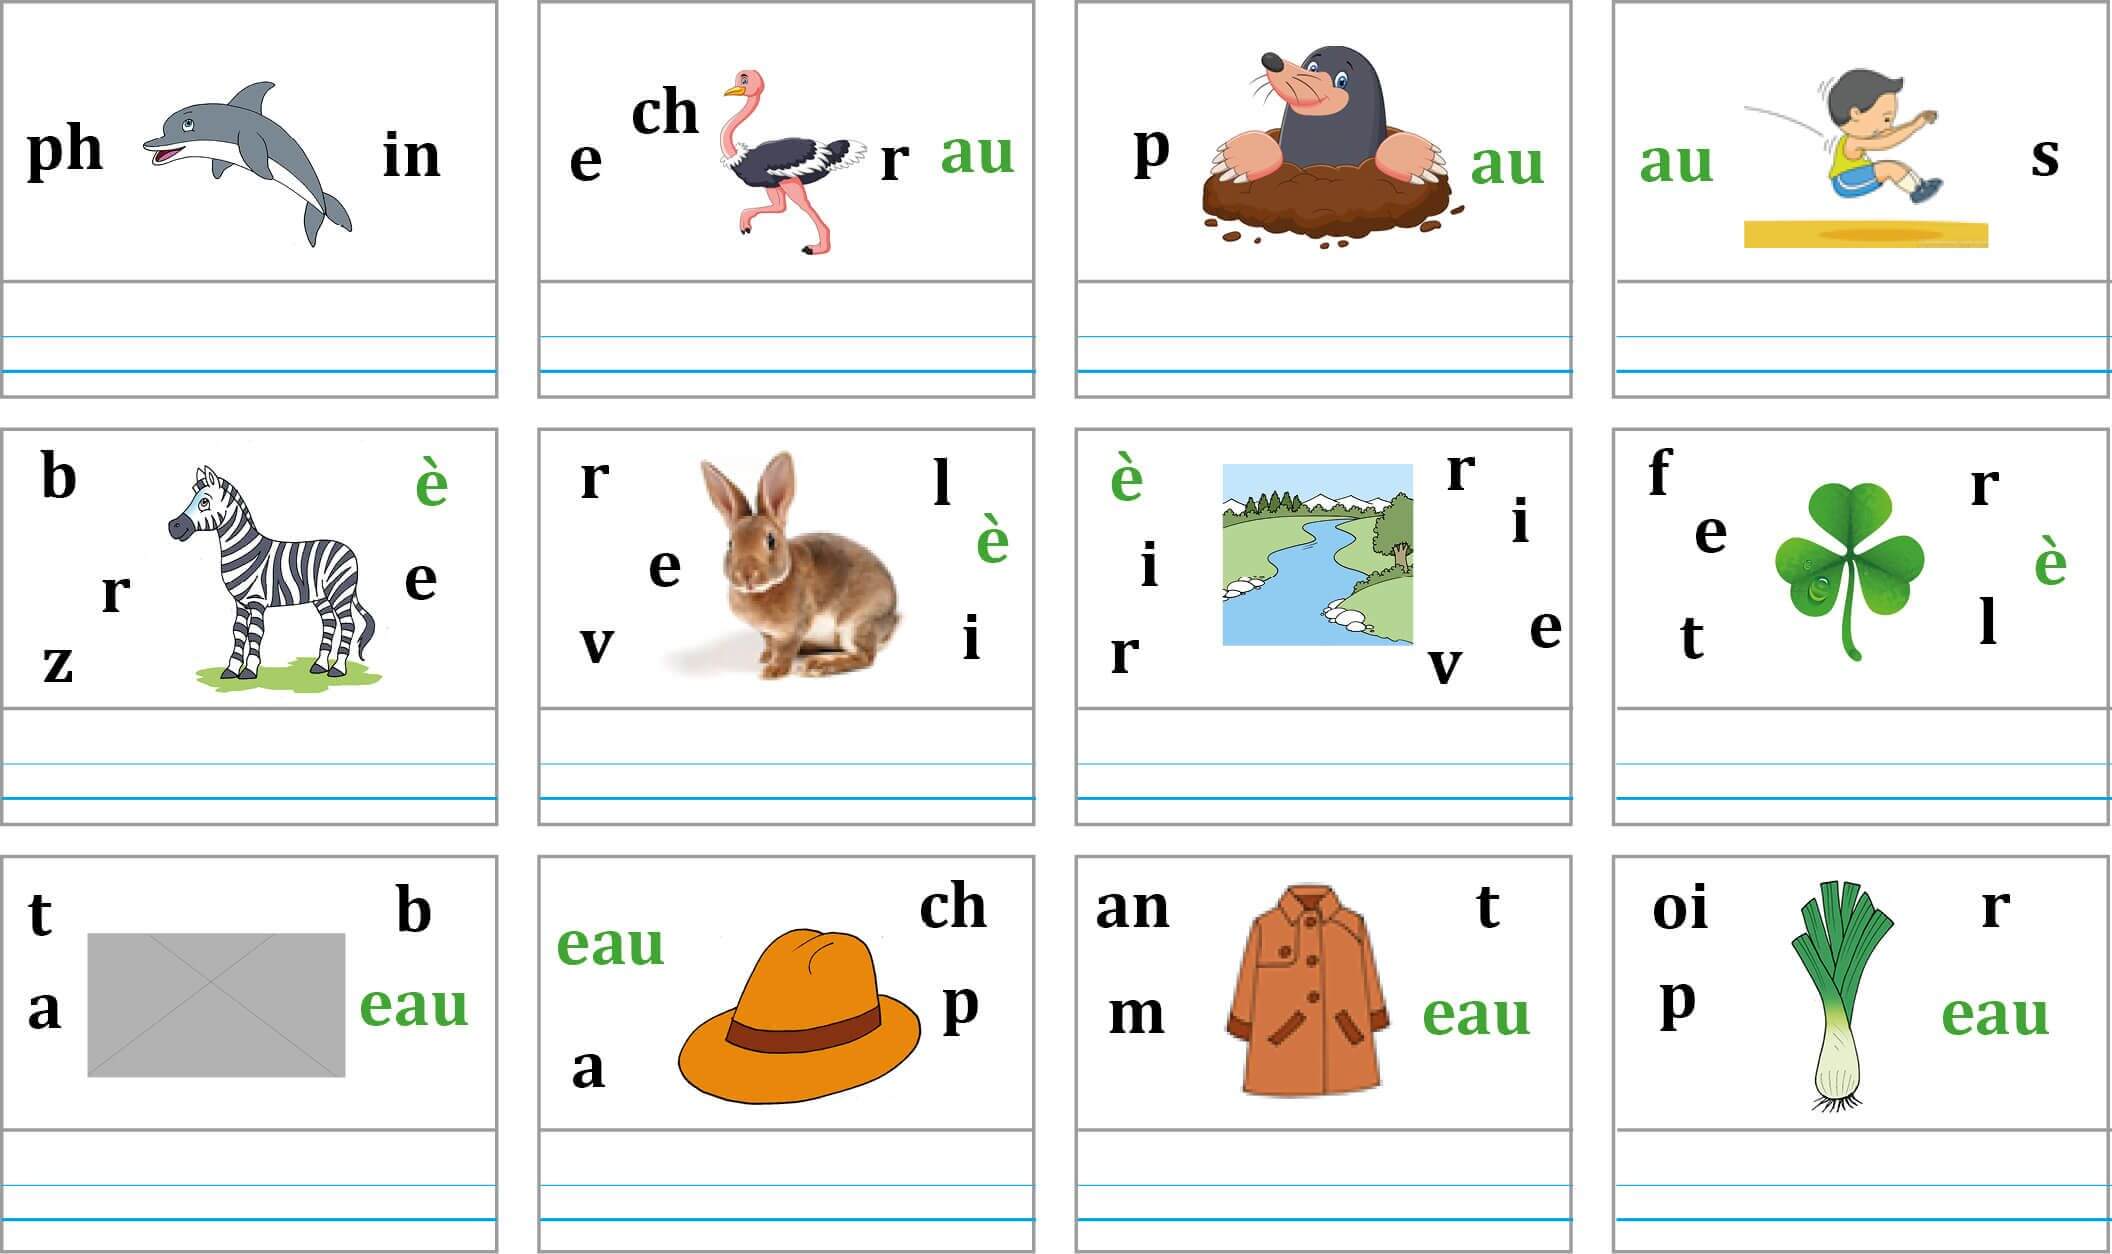 ph in
e ch r au
p au
au s
b è
r e
z
r l
e è
v i
è r
i i
r v e
f r
e è
t l
t b
a eau
eau ch
a p
an t
m eau
oi r
p eau